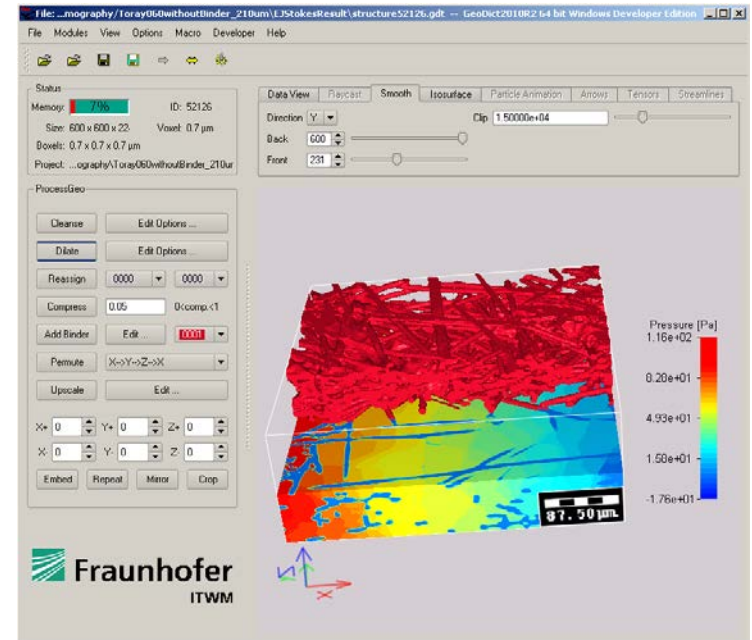 File: ...mography/Toray060withoutBinder_210um\EJStokesResult\structure52126.gdt -- GeoDict2010R2 64 bit Windows Developer Edition
File Modules View Options Macro Developer Help
Status
Memory: 7% ID: 52126
Size: 600 x 600 x 22 Voxel: 0.7 µm
Boxels: 0.7 x 0.7 x 0.7 µm
Project: ...ography/Toray060withoutBinder_210ur
Data View Raycast Smooth Isosurface Particle Animation Arrows Tensors Streamlines
Direction Y Clip 1.50000e+04
Back 600
Front 231
ProcessGeo
Cleanse Edit Options ...
Dilate Edit Options ...
Reassign 0000 0000
Compress 0.05 0<comp.<1
Add Binder Edit ... 0001
Permute X->Y->Z->X
Upscale Edit ...
X+ 0 Y+ 0 Z+ 0
X- 0 Y- 0 Z- 0
Embed Repeat Mirror Crop
Pressure [Pa]
1.16e+02
8.20e+01
4.93e+01
1.58e+01
-1.76e+01
87.50µm
Fraunhofer
ITWM